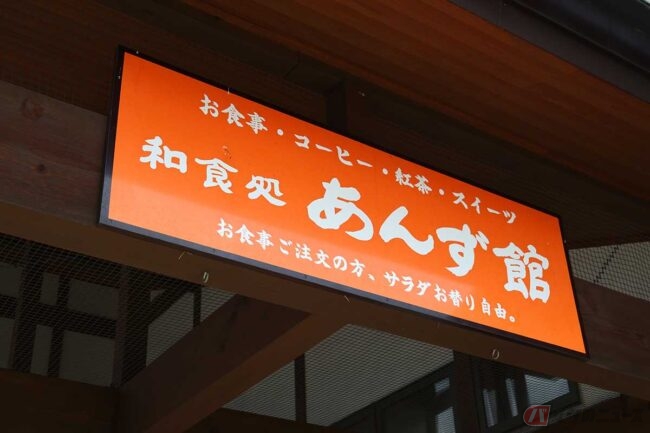 お食事・コーヒー・紅茶・スイーツ
和食処 あんず館
お食事ご注文の方、サラダお替り自由。